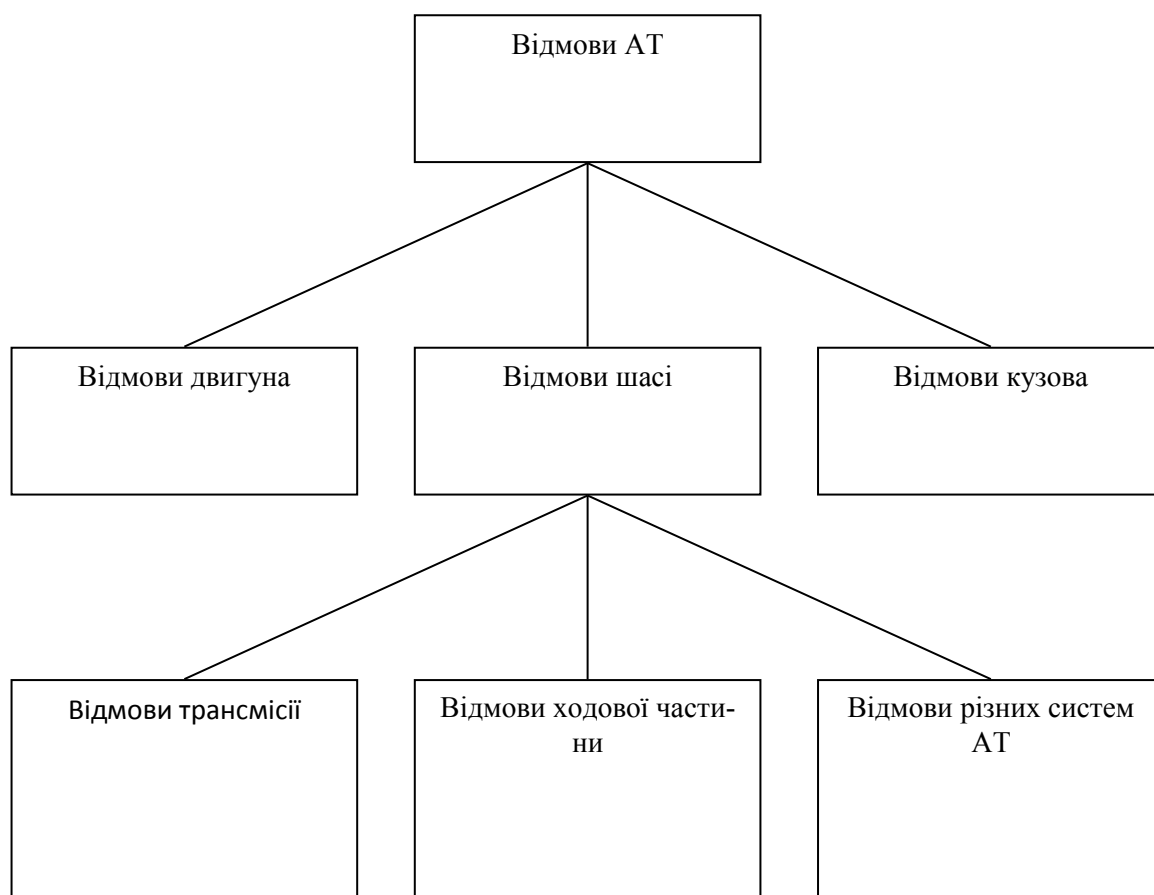 Відмови АТ
Відмови двигуна
Відмови шасі
Відмови кузова
Відмови трансмісії
Відмови ходової части-
ни
Відмови різних систем
АТ